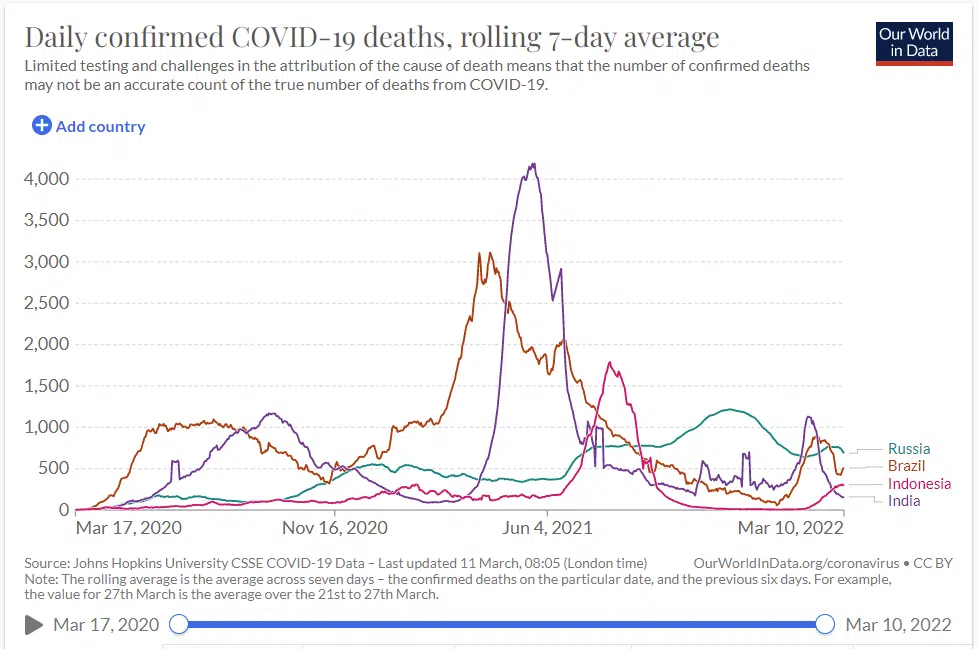 Daily confirmed COVID-19 deaths, rolling 7-day average
Our World
in Data
Limited testing and challenges in the attribution of the cause of death means that the number of confirmed deaths
may not be an accurate count of the true number of deaths from COVID-19.
Add country
4,000
3,500
3,000
2,500
2,000
1,500
1,000
500
0
Russia
Brazil
Indonesia
India
Mar 17, 2020
Nov 16, 2020
Jun 4, 2021
Mar 10, 2022
Source: Johns Hopkins University CSSE COVID-19 Data – Last updated 11 March, 08:05 (London time)
OurWorldInData.org/coronavirus • CC BY
Note: The rolling average is the average across seven days – the confirmed deaths on the particular date, and the previous six days. For example,
the value for 27th March is the average over the 21st to 27th March.
Mar 17, 2020
Mar 10, 2022